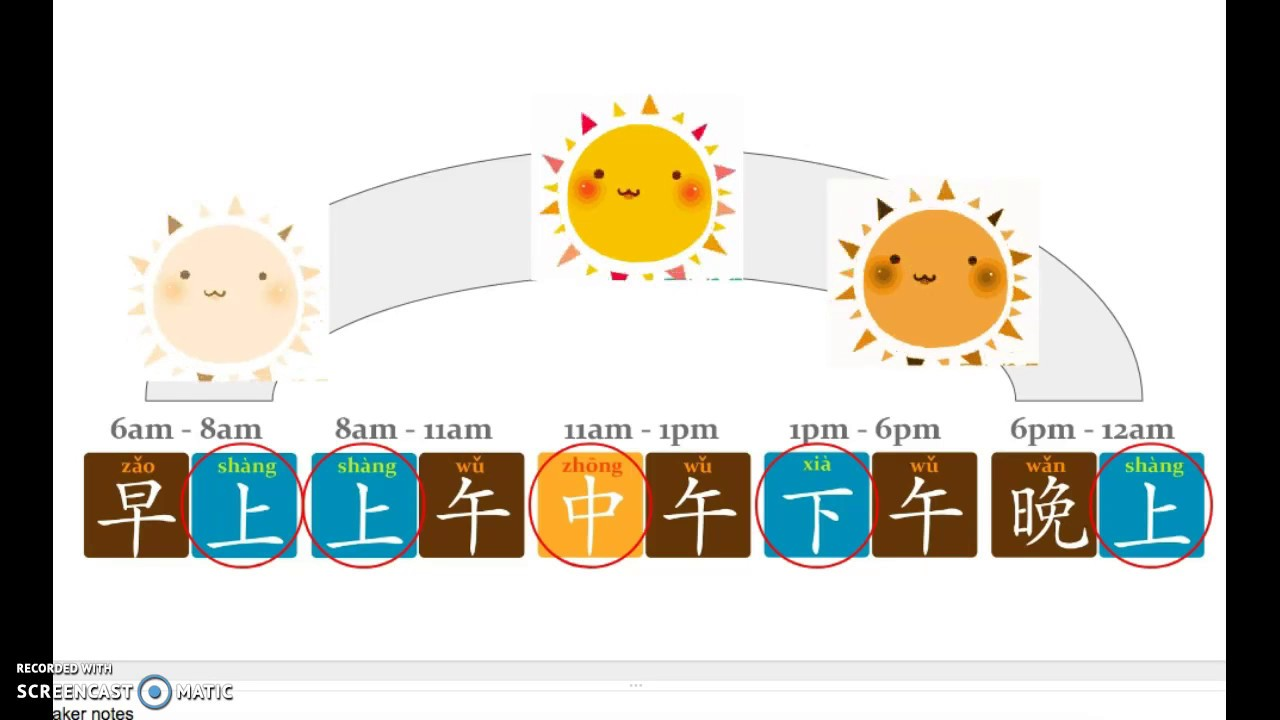 6am - 8am 8am - 11am 11am - 1pm 1pm - 6pm 6pm - 12am
zǎo shàng shàng wǔ zhōng wǔ xià wǔ wǎn shàng
早上 上午 中午 下午 晚上
RECORDED WITH
SCREENCAST MATIC
aker notes